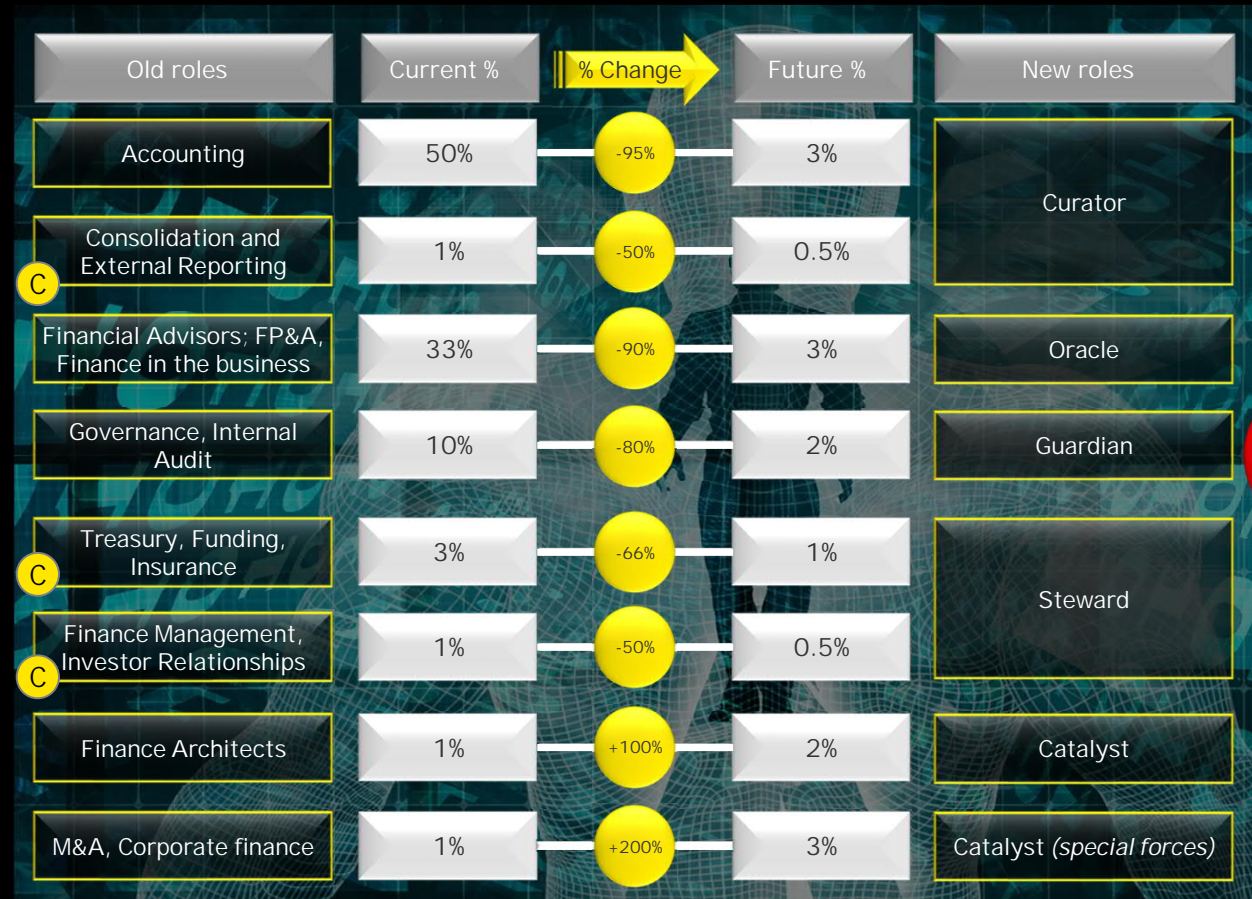 Old roles
Current %
% Change
Future %
New roles
Accounting
50%
-95%
3%
Curator
Consolidation and
External Reporting
C
1%
-50%
0.5%
Financial Advisors; FP&A,
Finance in the business
33%
-90%
3%
Oracle
Governance, Internal
Audit
10%
-80%
2%
Guardian
Treasury, Funding,
Insurance
C
3%
-66%
1%
Steward
Finance Management,
Investor Relationships
C
1%
-50%
0.5%
Finance Architects
1%
+100%
2%
Catalyst
M&A, Corporate finance
1%
+200%
3%
Catalyst (special forces)